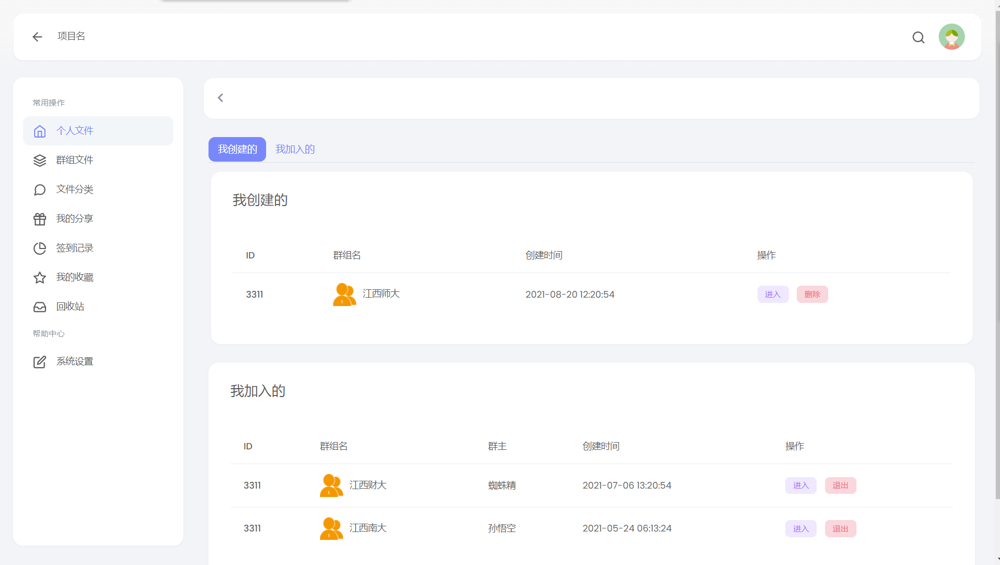 项目名
常用操作
个人文件
群组文件
文件分类
我的分享
签到记录
我的收藏
回收站
帮助中心
系统设置
我创建的 我加入的
我创建的
ID 群组名 创建时间 操作
3311 江西师大 2021-08-20 12:20:54 进入 删除
我加入的
ID 群组名 群主 创建时间 操作
3311 江西财大 蜘蛛精 2021-07-06 13:20:54 进入 退出
3311 江西南大 孙悟空 2021-05-24 06:13:24 进入 退出